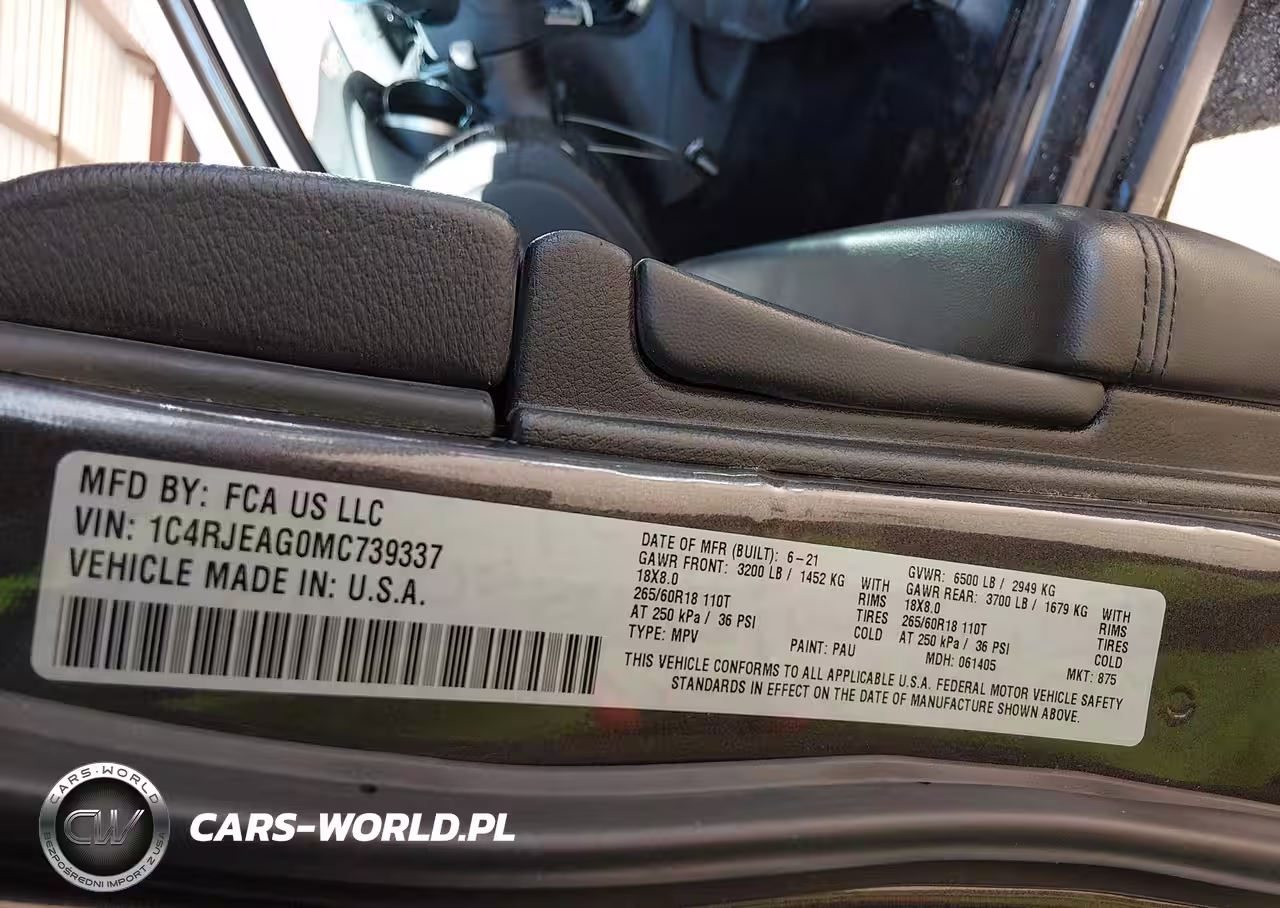 MFD BY: FCA US LLC
VIN: 1C4RJEAG0MC739337
VEHICLE MADE IN: U.S.A.
DATE OF MFR (BUILT): 6-21
GVWR: 6500 LB / 2949 KG
GAWR FRONT: 3200 LB / 1452 KG WITH
GAWR REAR: 3700 LB / 1679 KG WITH
18X8.0 RIMS
18X8.0 RIMS
265/60R18 110T TIRES
265/60R18 110T TIRES
AT 250 kPa / 36 PSI COLD
AT 250 kPa / 36 PSI COLD
TYPE: MPV
PAINT: PAU
MDH: 061405
MKT: 875
THIS VEHICLE CONFORMS TO ALL APPLICABLE U.S.A. FEDERAL MOTOR VEHICLE SAFETY
STANDARDS IN EFFECT ON THE DATE OF MANUFACTURE SHOWN ABOVE.
CARS-WORLD
CW
BEZPOŚREDNI IMPORT Z USA
CARS-WORLD.PL